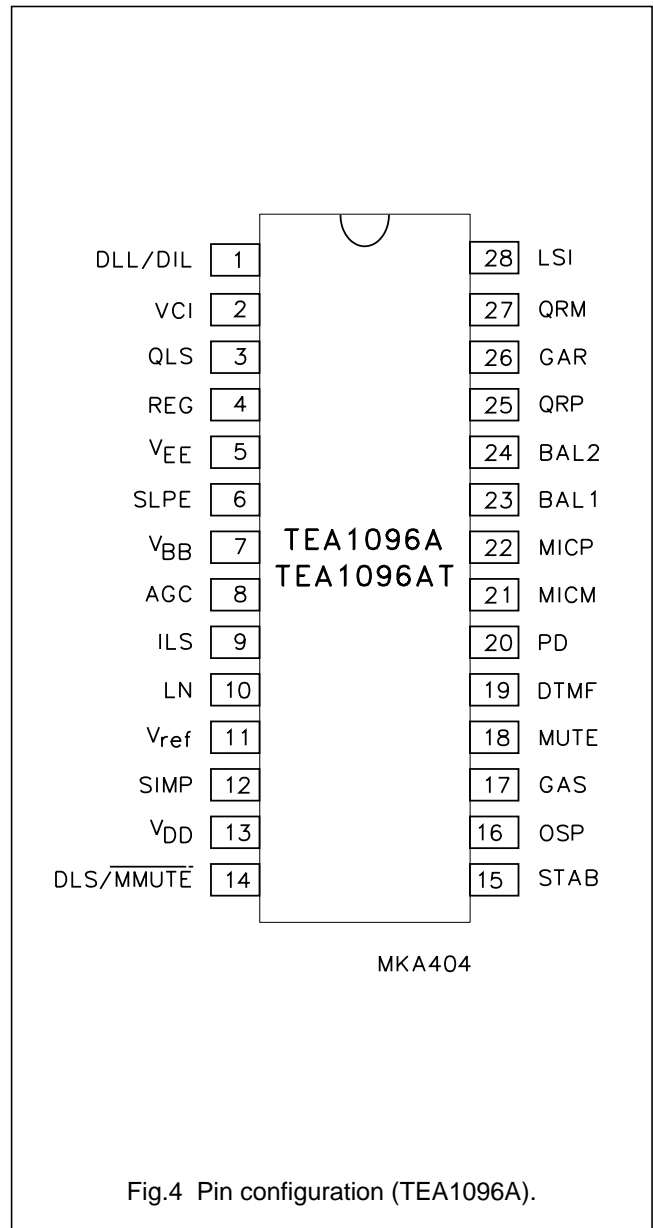 DLL/DIL 1 28 LSI
VCI 2 27 QRM
QLS 3 26 GAR
REG 4 25 QRP
VEE 5 24 BAL2
SLPE 6 23 BAL1
VBB 7 22 MICP
TEA1096A
TEA1096AT
AGC 8 21 MICM
ILS 9 20 PD
LN 10 19 DTMF
Vref 11 18 MUTE
SIMP 12 17 GAS
VDD 13 16 OSP
DLS/MMUTE 14 15 STAB
MKA404
Fig.4 Pin configuration (TEA1096A).